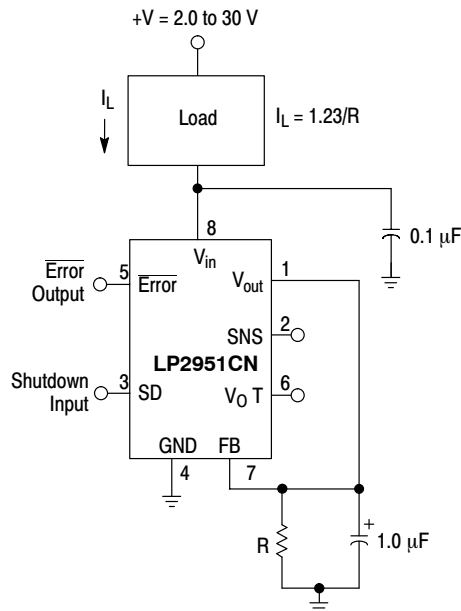 +V = 2.0 to 30 V
I_L
Load
I_L = 1.23/R
8
0.1 µF
V_in
Error
Output
5
Error
V_out
1
SNS
2
LP2951CN
Shutdown
Input
3
SD
V_O T
6
GND
FB
4
7
R
+
1.0 µF